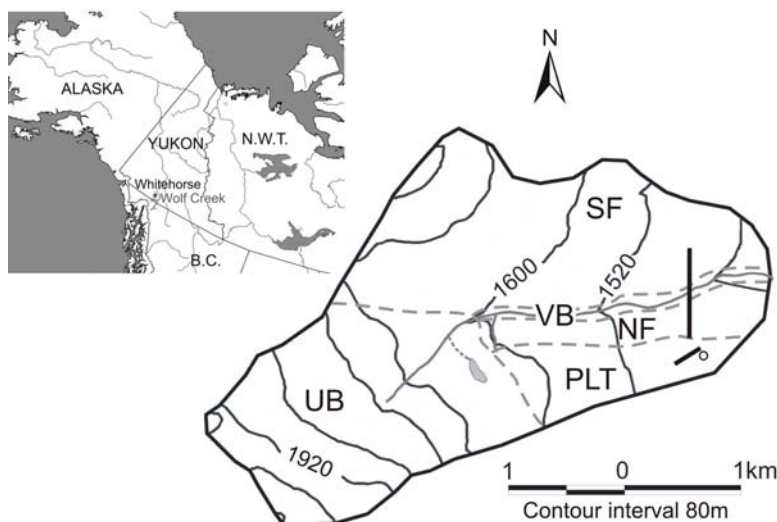 ALASKA
YUKON
N.W.T.
Whitehorse
Wolf Creek
B.C.
N
SF
1600
1520
VB
NF
PLT
UB
1920
1 0 1km
Contour interval 80m